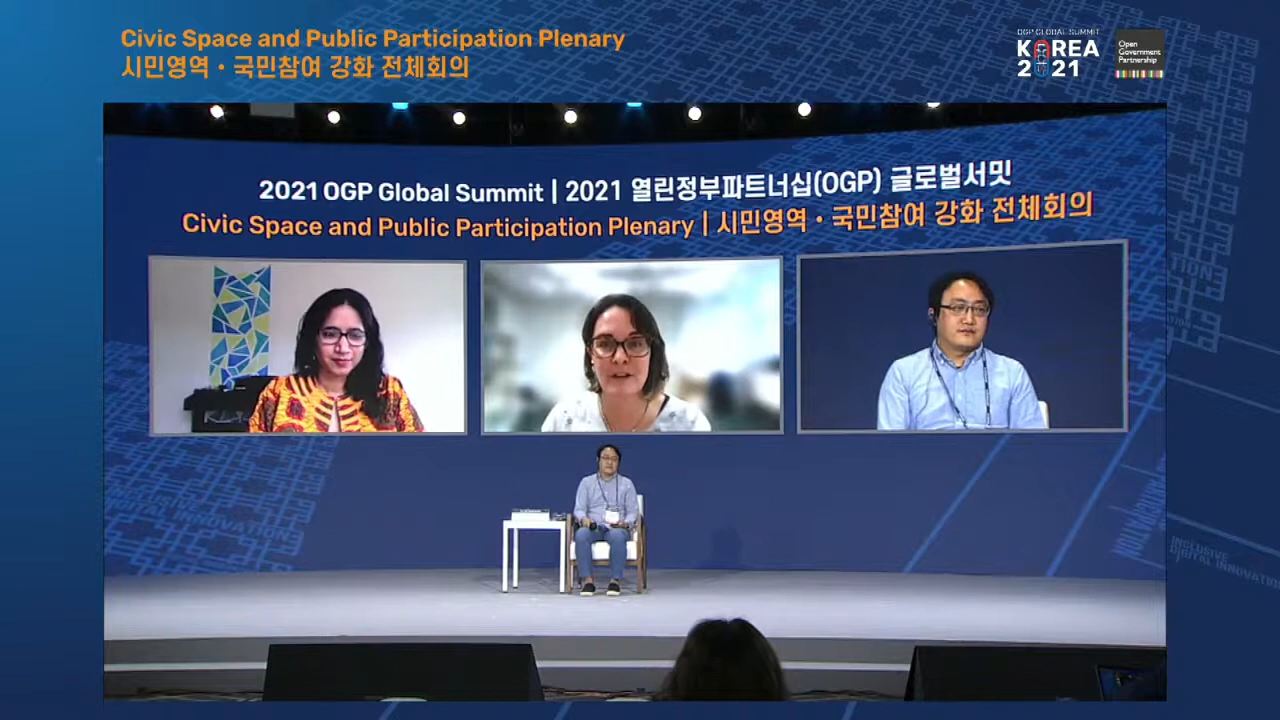 Civic Space and Public Participation Plenary
시민영역・국민참여 강화 전체회의
OGP GLOBAL SUMMIT
KOREA
2021
Open
Government
Partnership
2021 OGP Global Summit | 2021 열린정부파트너십(OGP) 글로벌서밋
Civic Space and Public Participation Plenary | 시민영역・국민참여 강화 전체회의
INCLUSIVE
DIGITAL INNOVATION